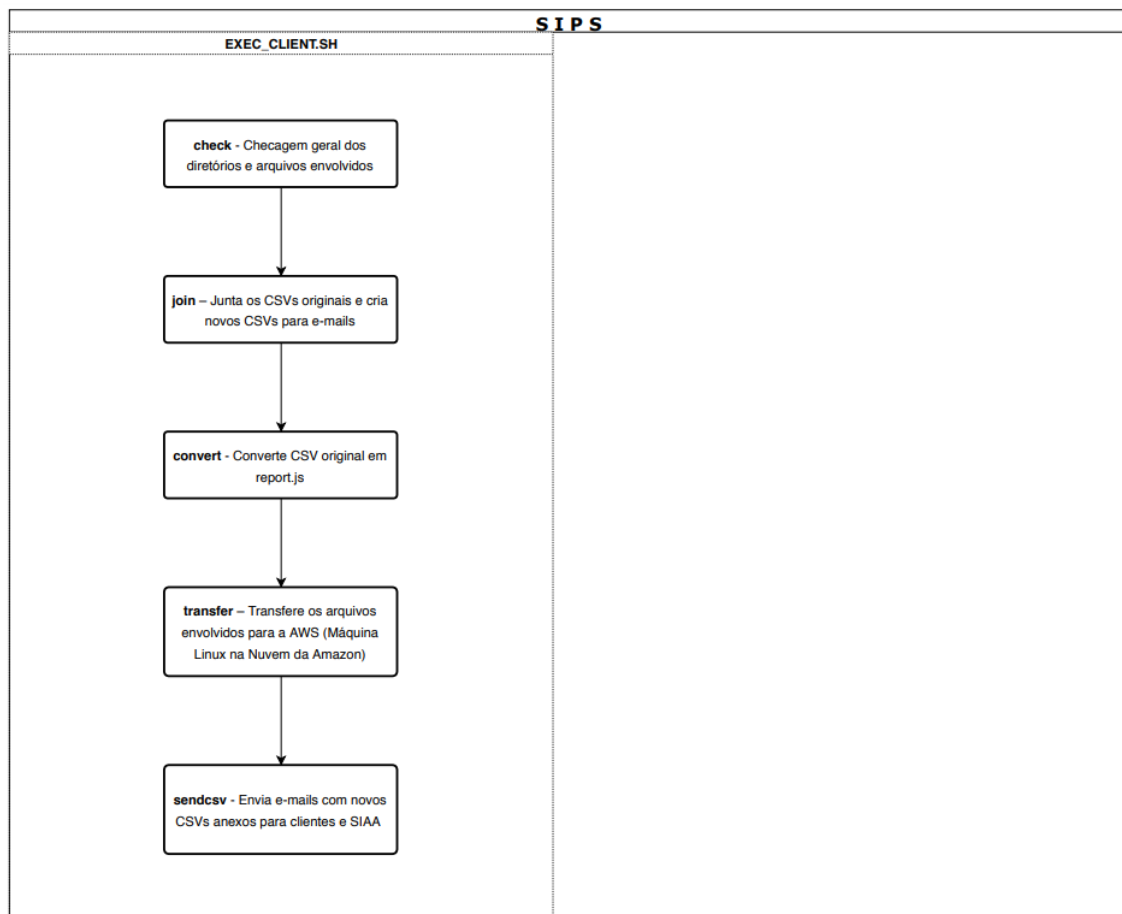 S I P S
EXEC_CLIENT.SH
check - Checagem geral dos
diretórios e arquivos envolvidos
join – Junta os CSVs originais e cria
novos CSVs para e-mails
convert - Converte CSV original em
report.js
transfer – Transfere os arquivos
envolvidos para a AWS (Máquina
Linux na Nuvem da Amazon)
sendcsv - Envia e-mails com novos
CSVs anexos para clientes e SIAA